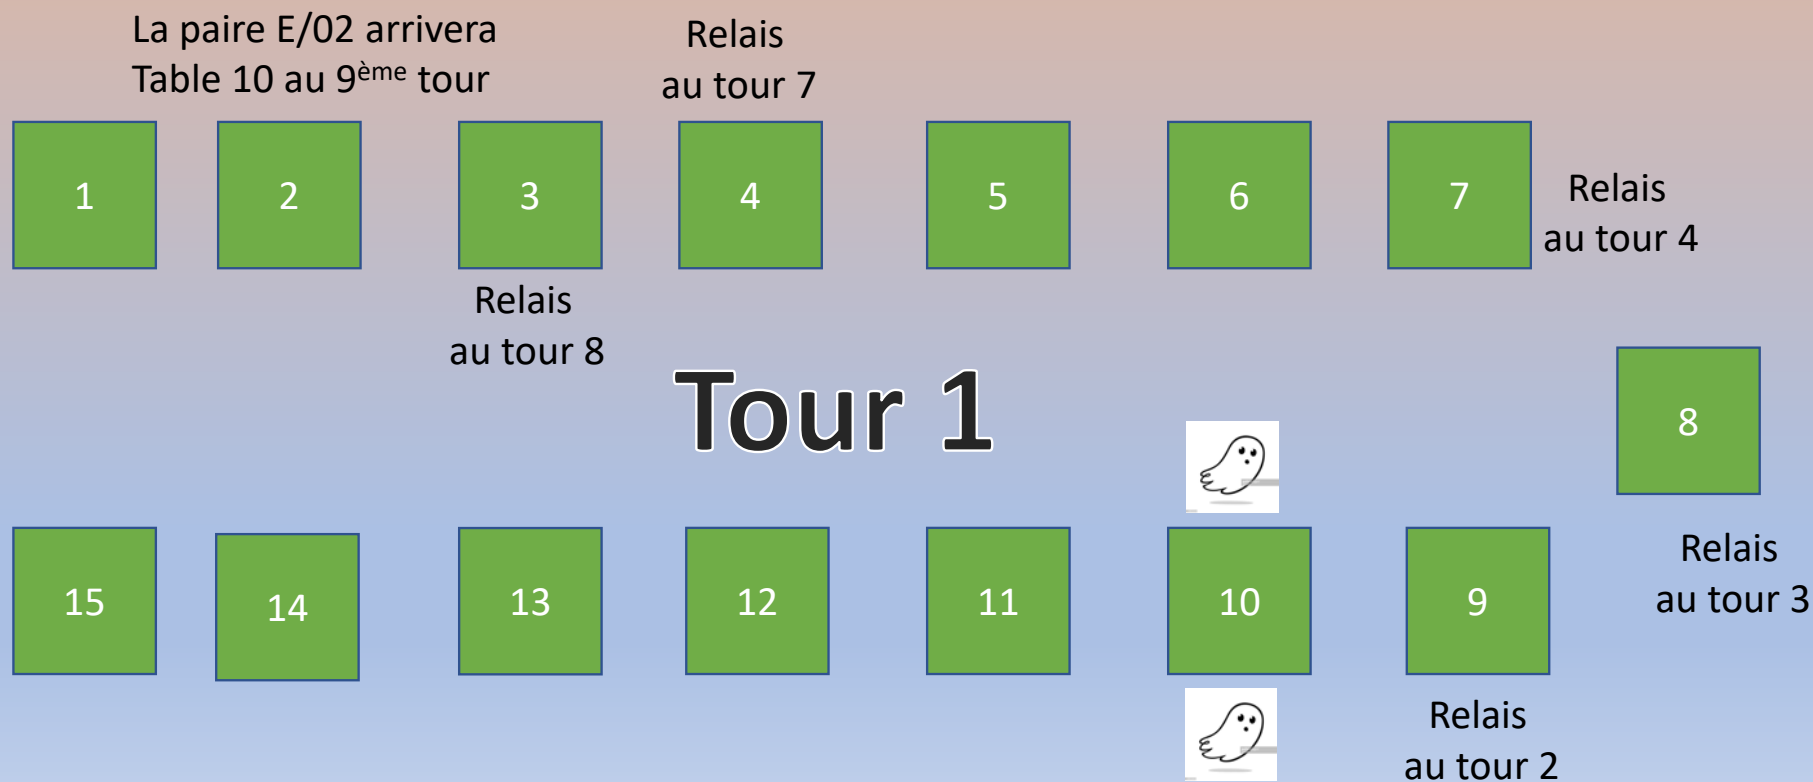 La paire E/02 arrivera
Table 10 au 9ème tour
Relais
au tour 7
1
2
3
4
5
6
7
Relais
au tour 4
Relais
au tour 8
Tour 1
8
Relais
au tour 3
15
14
13
12
11
10
9
Relais
au tour 2